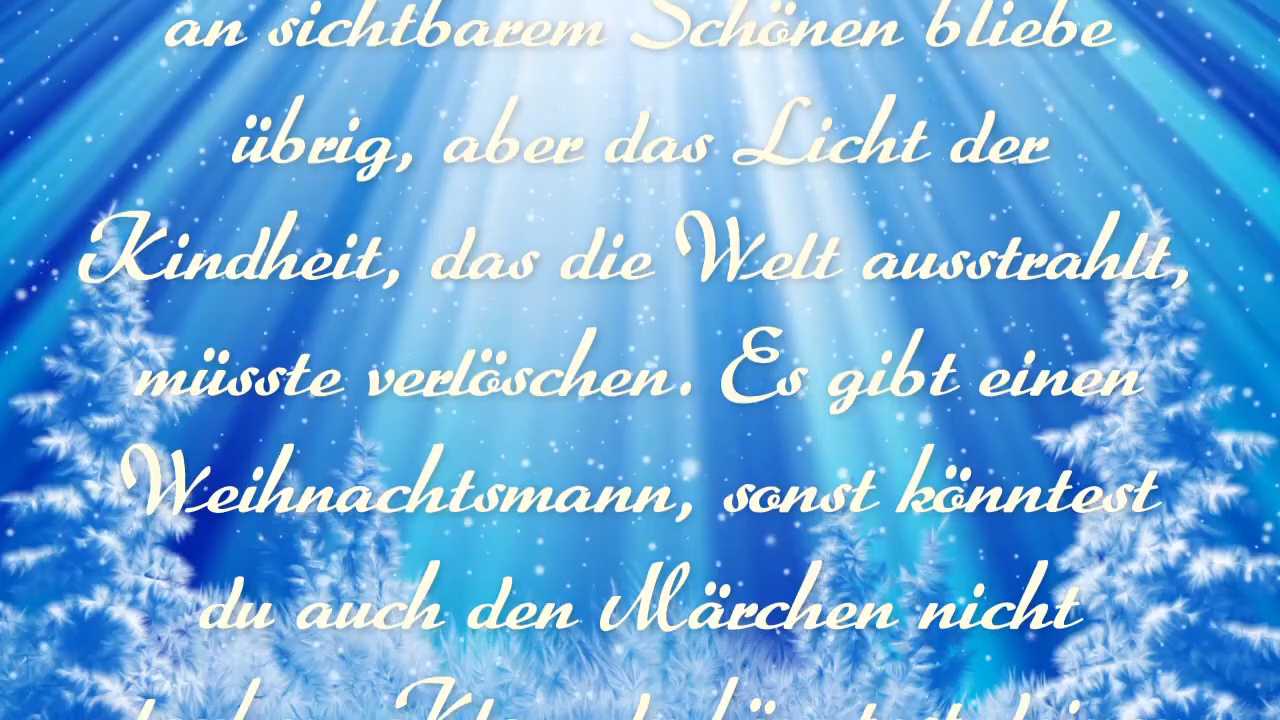 an sichtbarem Schönen bliebe
übrig, aber das Licht der
Kindheit, das die Welt ausstrahlt,
müsste verlöschen. Es gibt einen
Weihnachtsmann, sonst könntest
du auch den Märchen nicht